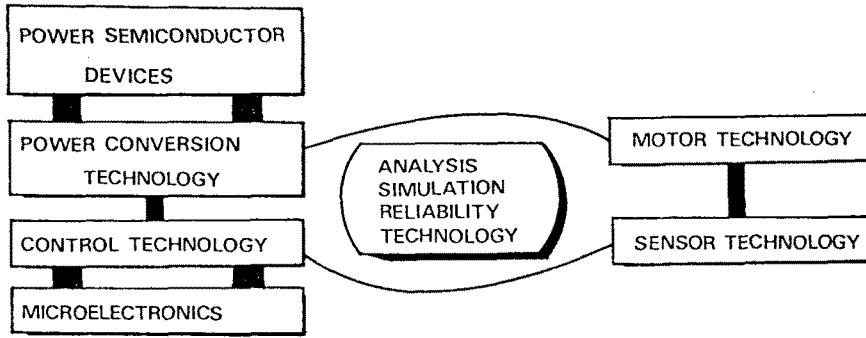 POWER SEMICONDUCTOR
DEVICES
POWER CONVERSION
TECHNOLOGY
CONTROL TECHNOLOGY
MICROELECTRONICS
ANALYSIS
SIMULATION
RELIABILITY
TECHNOLOGY
MOTOR TECHNOLOGY
SENSOR TECHNOLOGY